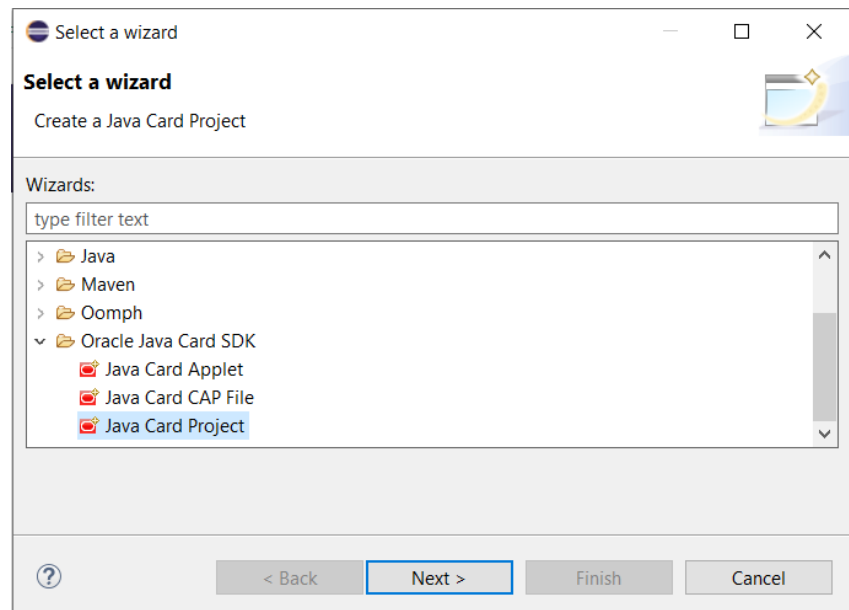 Select a wizard
Select a wizard
Create a Java Card Project
Wizards:
type filter text
Java
Maven
Oomph
Oracle Java Card SDK
Java Card Applet
Java Card CAP File
Java Card Project
? < Back Next > Finish Cancel